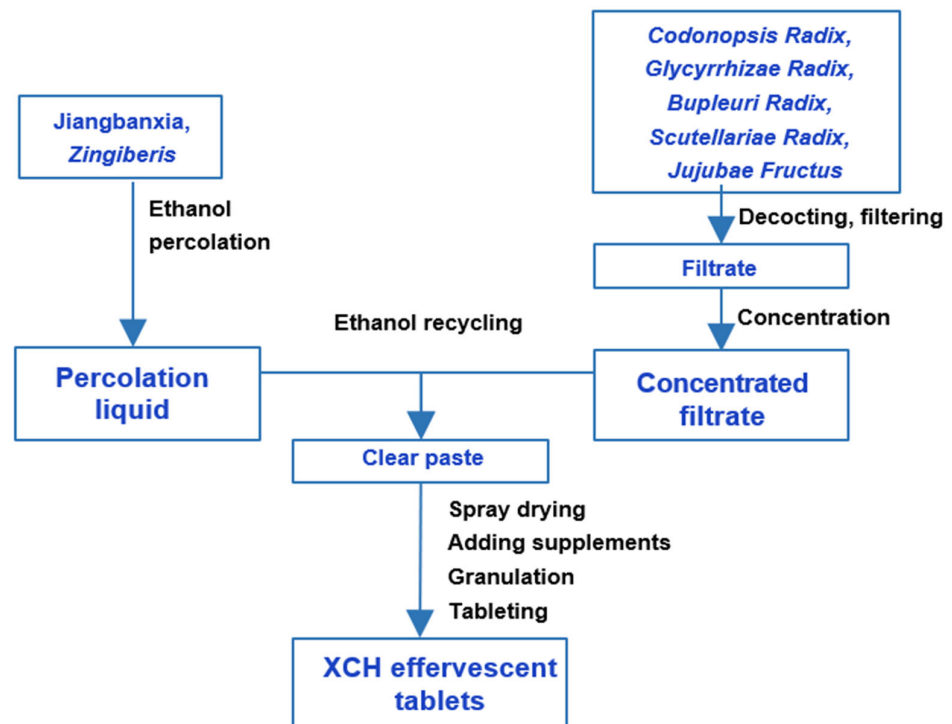 Codonopsis Radix,
Glycyrrhizae Radix,
Bupleuri Radix,
Scutellariae Radix,
Jujubae Fructus
Jiangbanxia,
Zingiberis
Ethanol
percolation
Decocting, filtering
Filtrate
Concentration
Ethanol recycling
Percolation
liquid
Concentrated
filtrate
Clear paste
Spray drying
Adding supplements
Granulation
Tableting
XCH effervescent
tablets